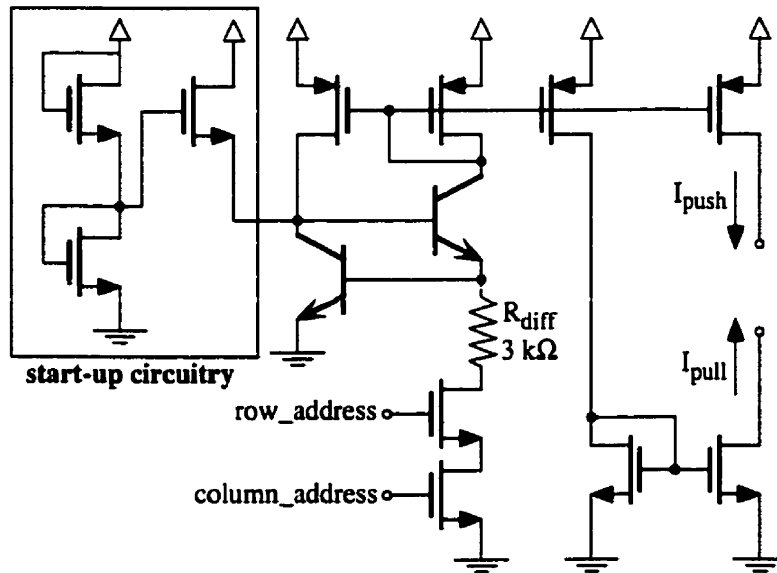 I_push
R_diff
3 kΩ
I_pull
start-up circuitry
row_address
column_address